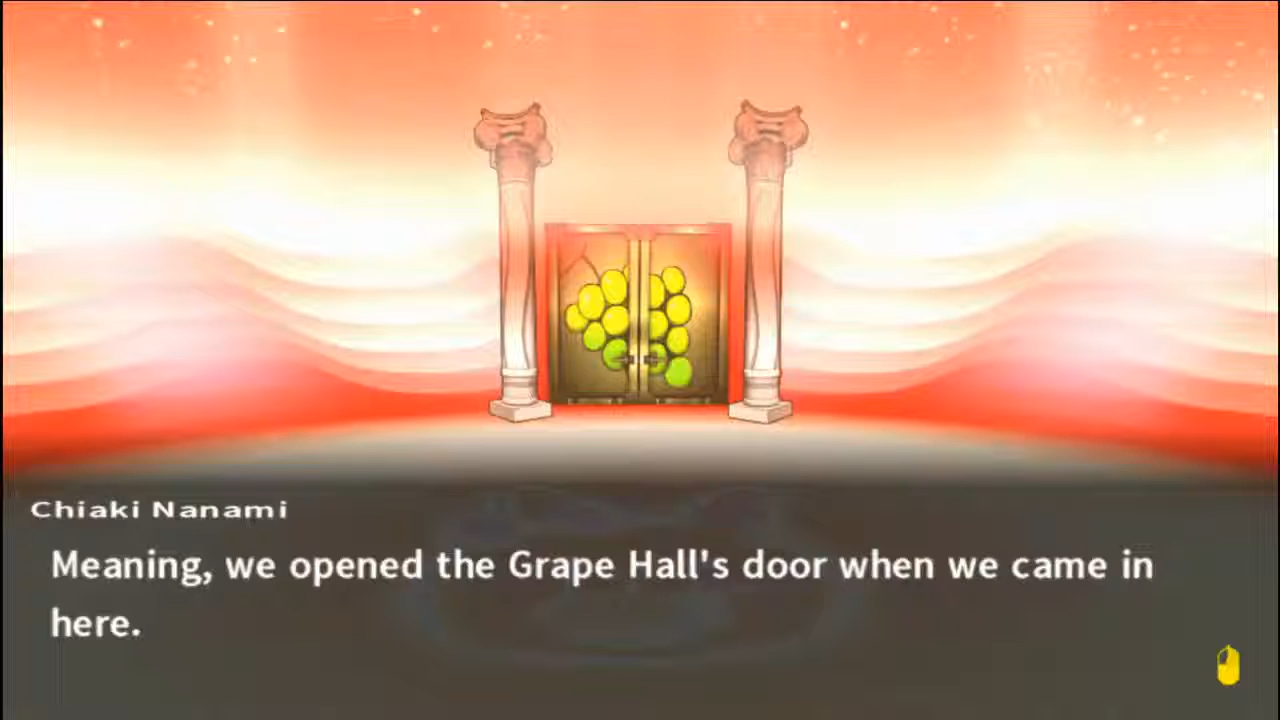 Chiaki Nanami
Meaning, we opened the Grape Hall's door when we came in
here.